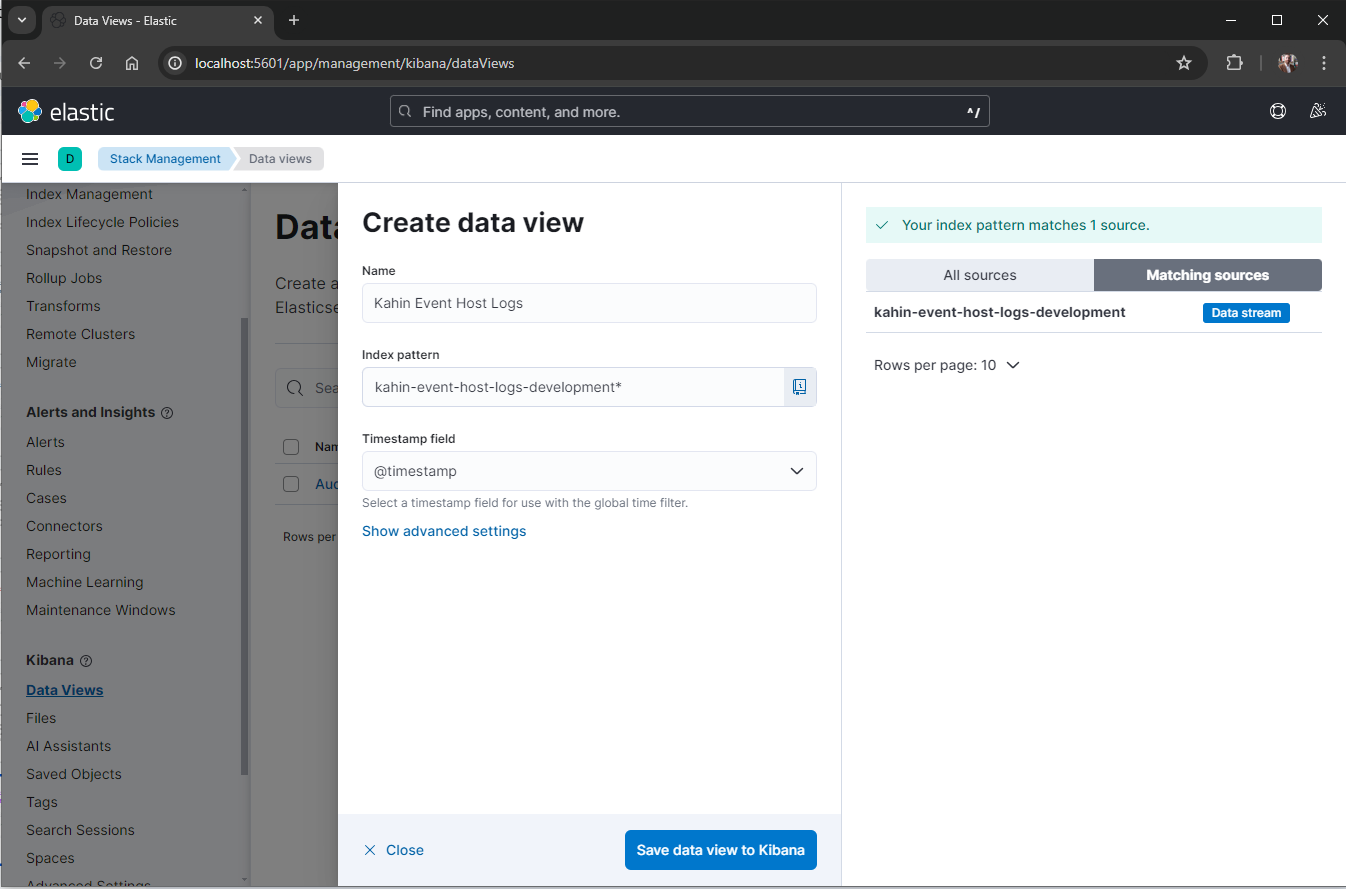 Data Views - Elastic
localhost:5601/app/management/kibana/dataViews
elastic
Find apps, content, and more.
^/
D
Stack Management
Data views
Index Management
Index Lifecycle Policies
Snapshot and Restore
Rollup Jobs
Transforms
Remote Clusters
Migrate
Alerts and Insights
Alerts
Rules
Cases
Connectors
Reporting
Machine Learning
Maintenance Windows
Kibana
Data Views
Files
AI Assistants
Saved Objects
Tags
Search Sessions
Spaces
Advanced Settings
Data
Create a
Elasticse
Sea
Nam
Aud
Rows per
Create data view
Name
Kahin Event Host Logs
Index pattern
kahin-event-host-logs-development*
Timestamp field
@timestamp
Select a timestamp field for use with the global time filter.
Show advanced settings
Close
Save data view to Kibana
Your index pattern matches 1 source.
All sources
Matching sources
kahin-event-host-logs-development
Data stream
Rows per page: 10